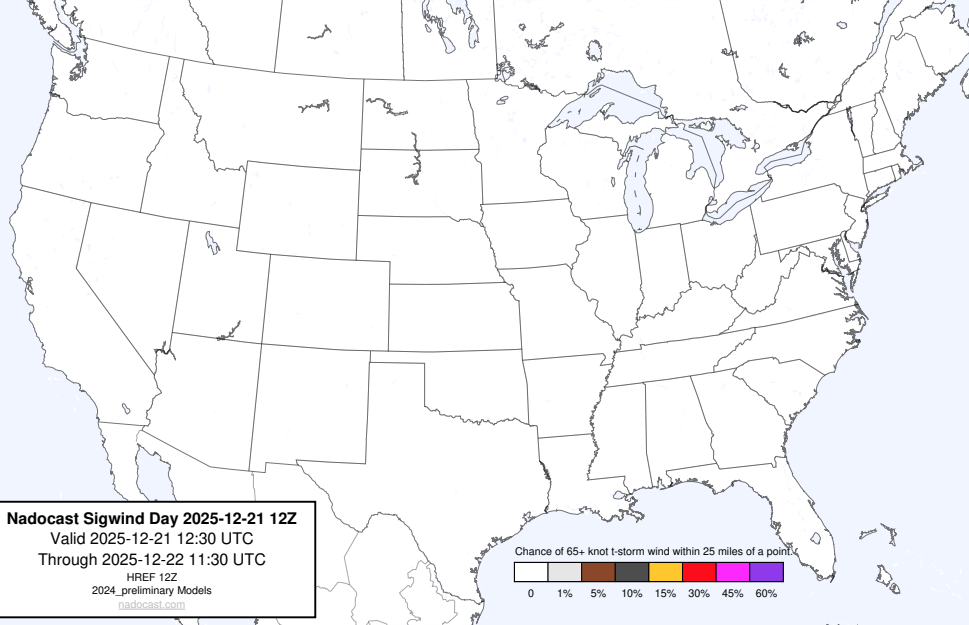 Nadocast Sigwind Day 2025-12-21 12Z
Valid 2025-12-21 12:30 UTC
Through 2025-12-22 11:30 UTC
HREF 12Z
2024_preliminary Models
nadocast.com
Chance of 65+ knot t-storm wind within 25 miles of a point.
0 1% 5% 10% 15% 30% 45% 60%